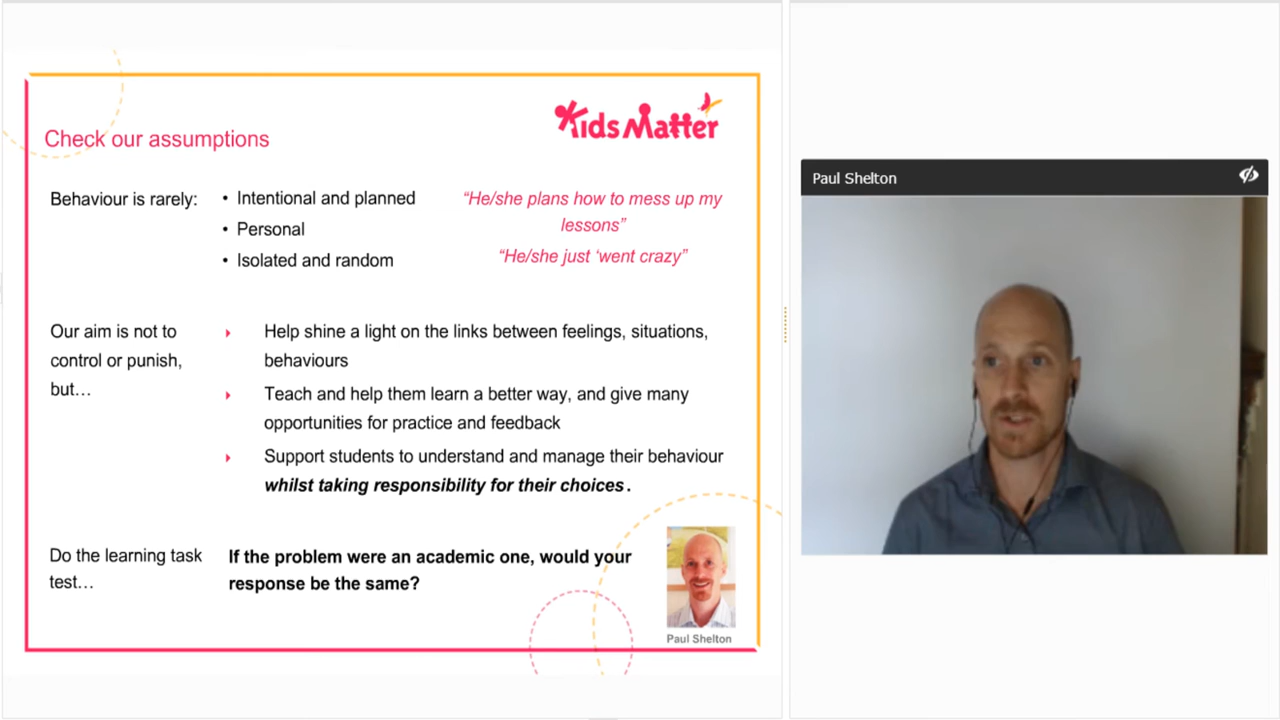 KidsMatter
Check our assumptions
Behaviour is rarely:
• Intentional and planned
• Personal
• Isolated and random
“He/she plans how to mess up my
lessons”
“He/she just ‘went crazy”
Our aim is not to
control or punish,
but…
Help shine a light on the links between feelings, situations,
behaviours
Teach and help them learn a better way, and give many
opportunities for practice and feedback
Support students to understand and manage their behaviour
whilst taking responsibility for their choices.
Do the learning task
test…
If the problem were an academic one, would your
response be the same?
Paul Shelton
Paul Shelton